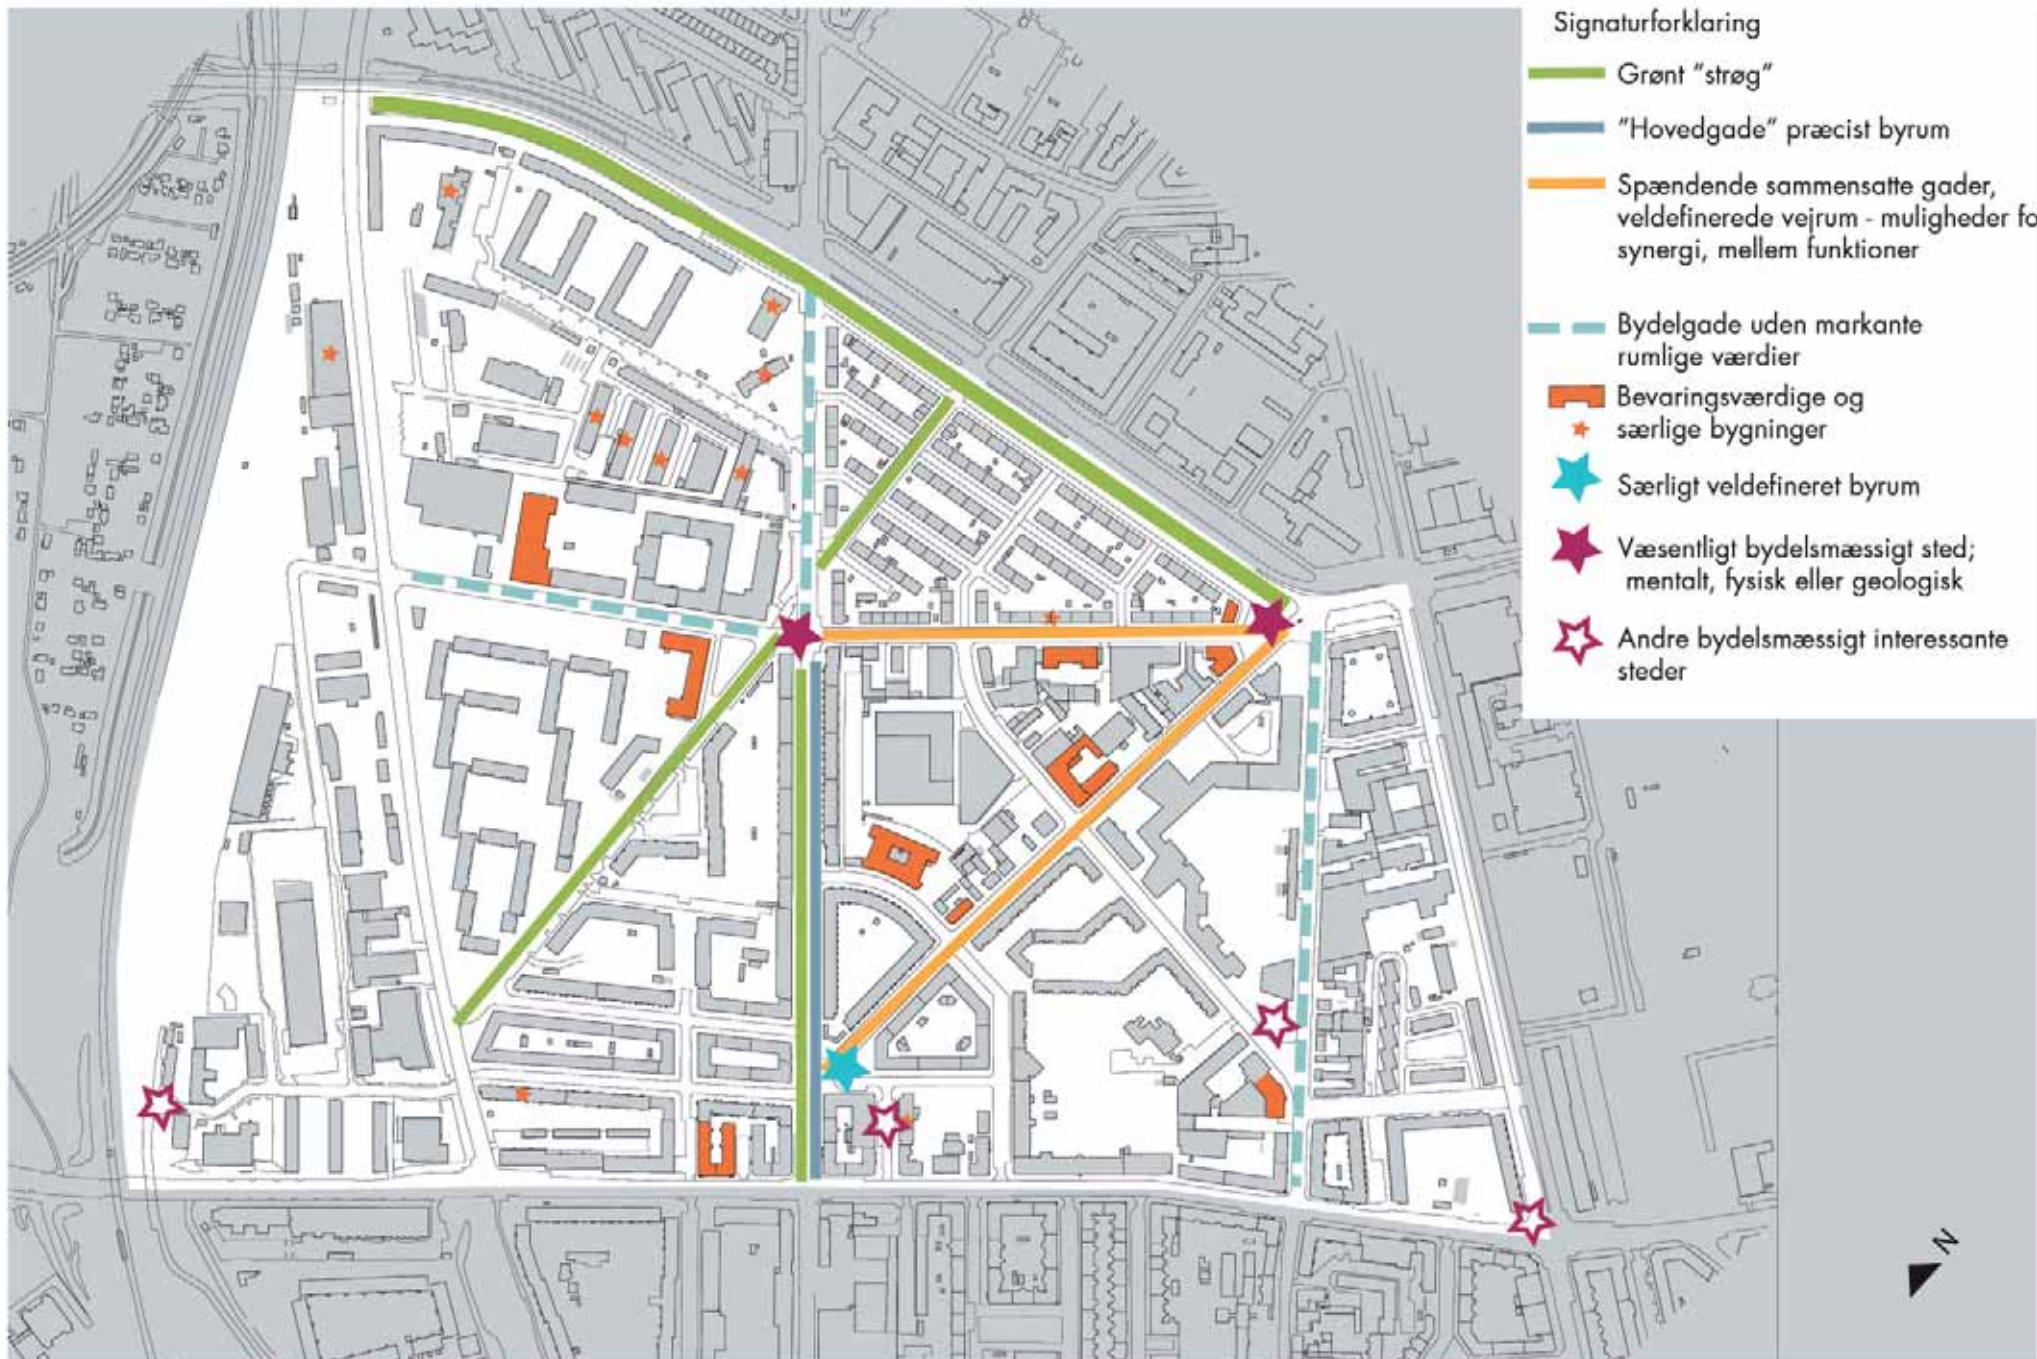 Signaturforklaring
Grønt "strøg"
"Hovedgade" præcist byrum
Spændende sammensatte gader,
veldefinerede vejrum - muligheder fo
synergi, mellem funktioner
Bydelgade uden markante
rumlige værdier
Bevaringsværdige og
særlige bygninger
Særligt veldefineret byrum
Væsentligt bydelsmæssigt sted;
mentalt, fysisk eller geologisk
Andre bydelsmæssigt interessante
steder
N